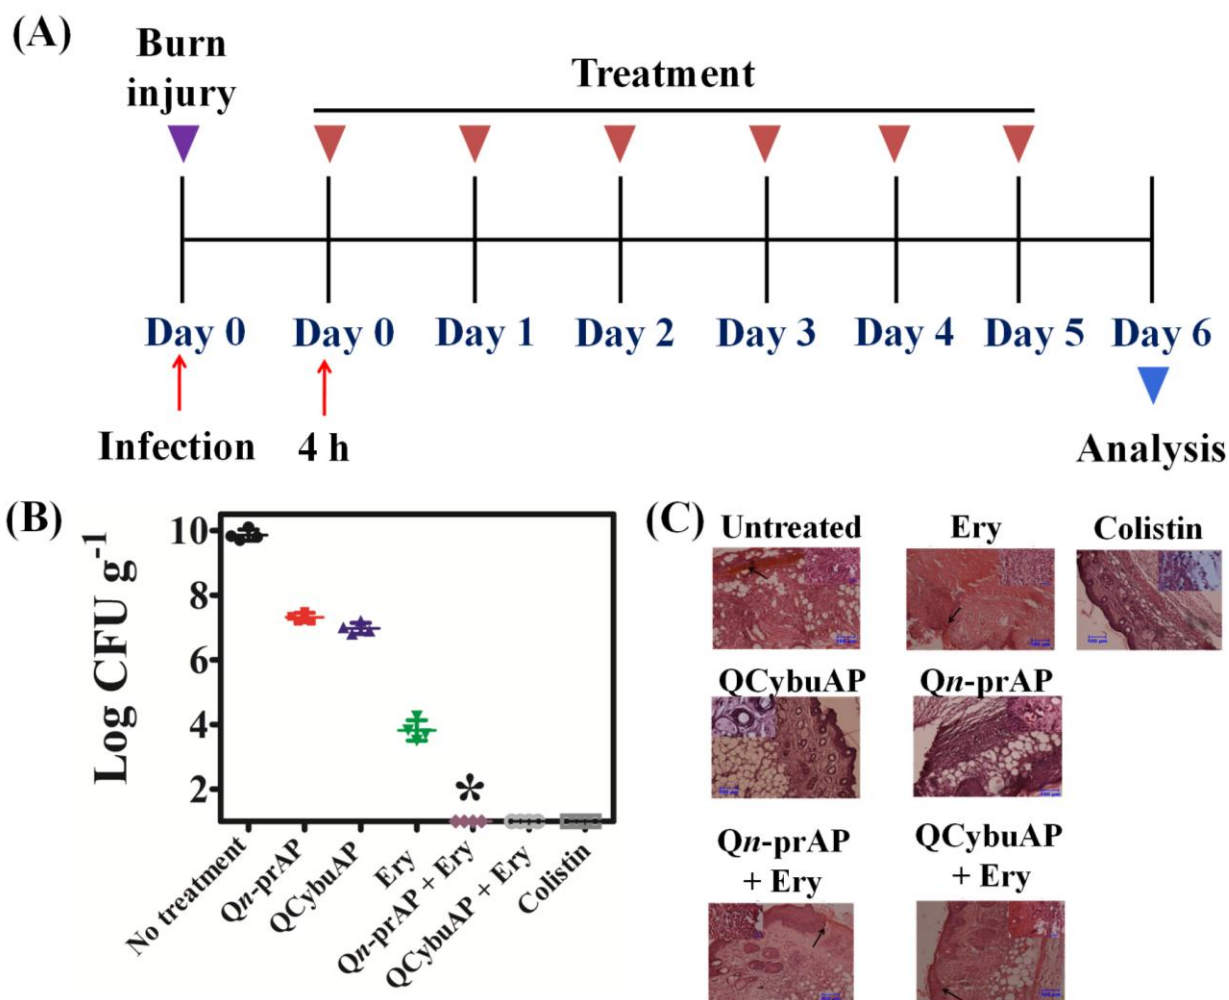 (A)
Burn
injury
Treatment
Day 0 Day 0 Day 1 Day 2 Day 3 Day 4 Day 5 Day 6
Infection 4 h Analysis
(B)
Log CFU g-1
10
8
6
4
2
*
No treatment
Qn-prAP
QCybuAP
Ery
Qn-prAP + Ery
QCybuAP + Ery
Colistin
(C)
Untreated Ery Colistin
QCybuAP Qn-prAP
Qn-prAP
+ Ery
QCybuAP
+ Ery
100 µm